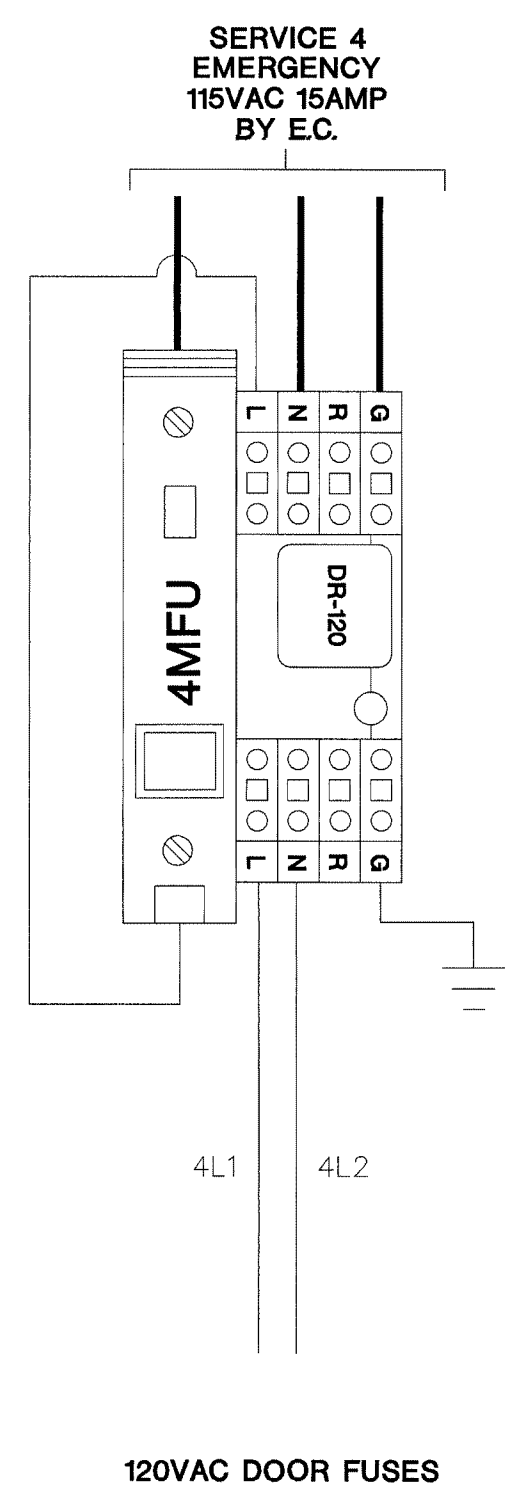 SERVICE 4
EMERGENCY
115VAC 15AMP
BY E.C.
L N R G
4MFU
DR-120
L N R G
4L1
4L2
120VAC DOOR FUSES